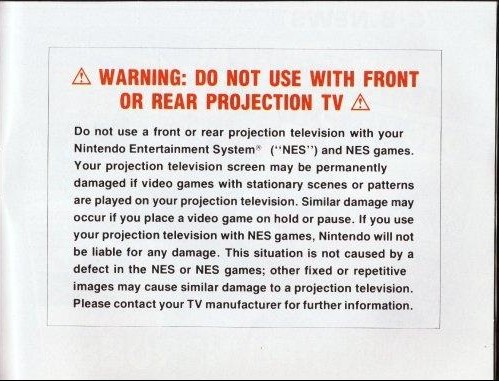 ⚠ WARNING: DO NOT USE WITH FRONT
OR REAR PROJECTION TV ⚠
Do not use a front or rear projection television with your
Nintendo Entertainment System® (“NES”) and NES games.
Your projection television screen may be permanently
damaged if video games with stationary scenes or patterns
are played on your projection television. Similar damage may
occur if you place a video game on hold or pause. If you use
your projection television with NES games, Nintendo will not
be liable for any damage. This situation is not caused by a
defect in the NES or NES games; other fixed or repetitive
images may cause similar damage to a projection television.
Please contact your TV manufacturer for further information.